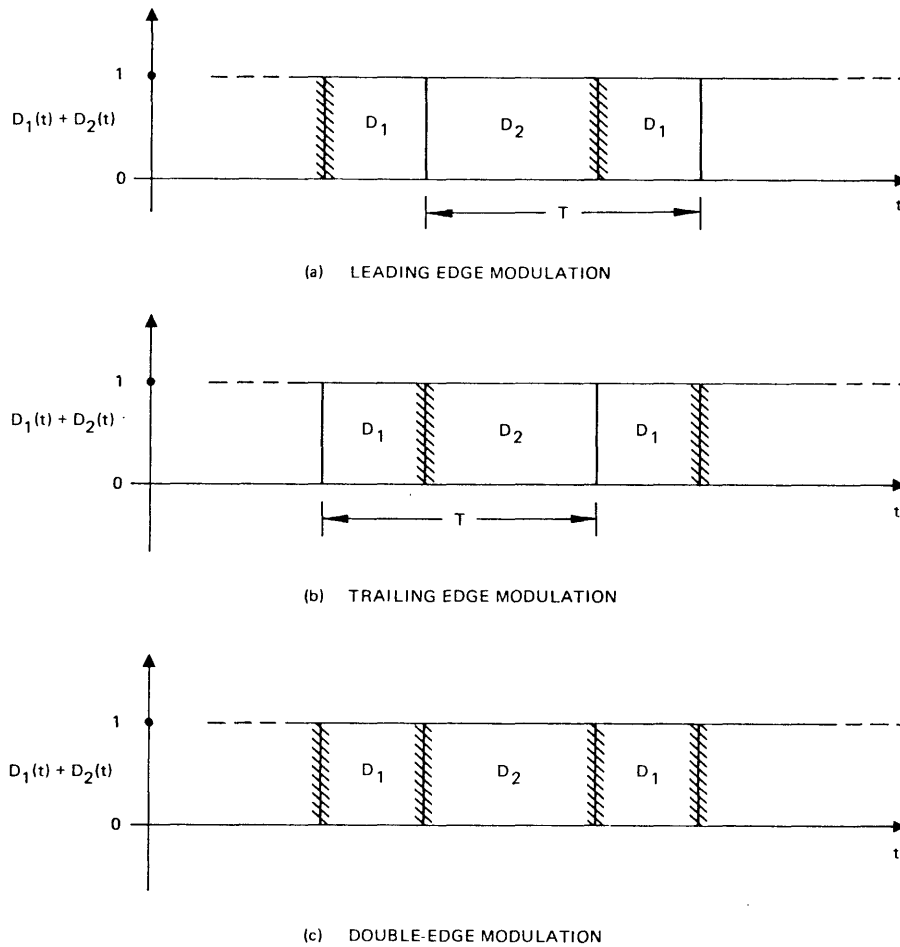 1
D₁(t) + D₂(t)
D₁
D₂
D₁
0
t
T
(a) LEADING EDGE MODULATION
1
D₁(t) + D₂(t)
D₁
D₂
D₁
0
t
T
(b) TRAILING EDGE MODULATION
1
D₁(t) + D₂(t)
D₁
D₂
D₁
0
t
(c) DOUBLE-EDGE MODULATION